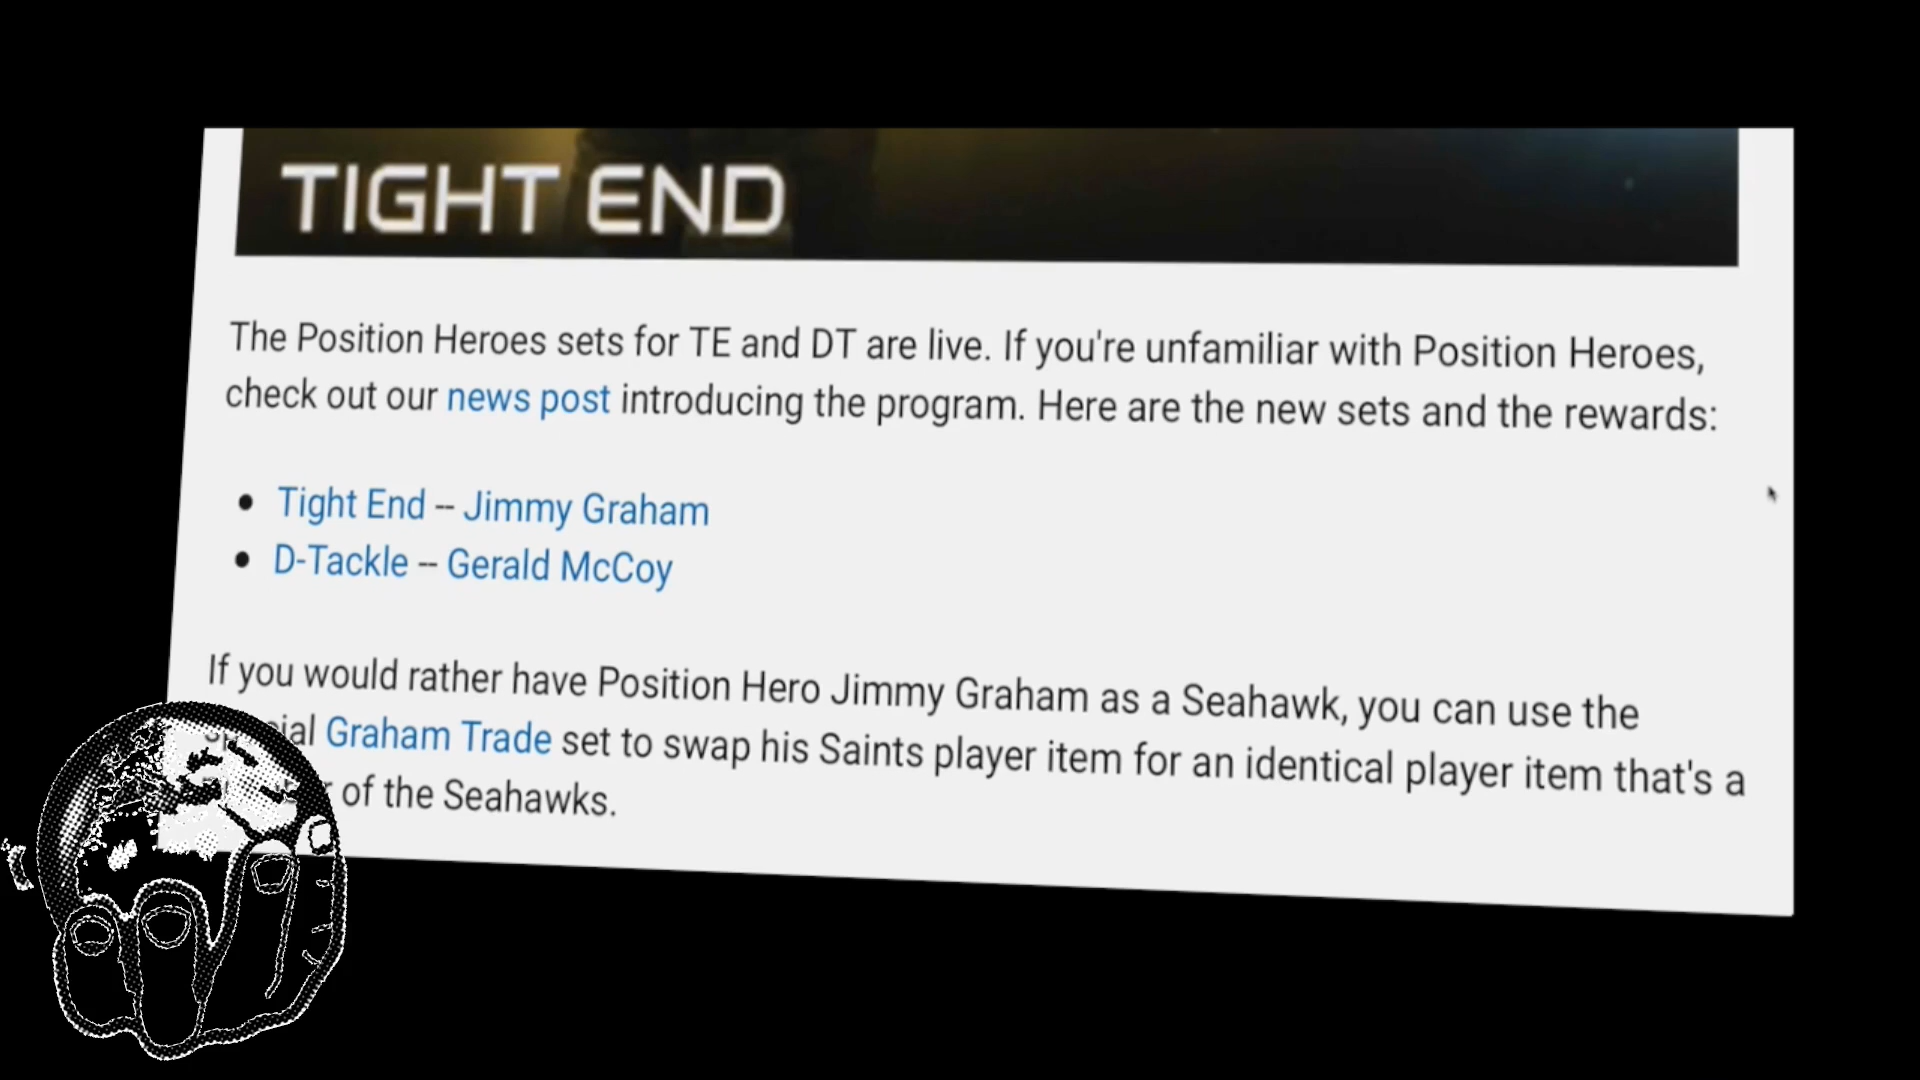 TIGHT END
The Position Heroes sets for TE and DT are live. If you're unfamiliar with Position Heroes,
check out our news post introducing the program. Here are the new sets and the rewards:
• Tight End -- Jimmy Graham
• D-Tackle -- Gerald McCoy
If you would rather have Position Hero Jimmy Graham as a Seahawk, you can use the
Graham Trade set to swap his Saints player item for an identical player item that's a
of the Seahawks.